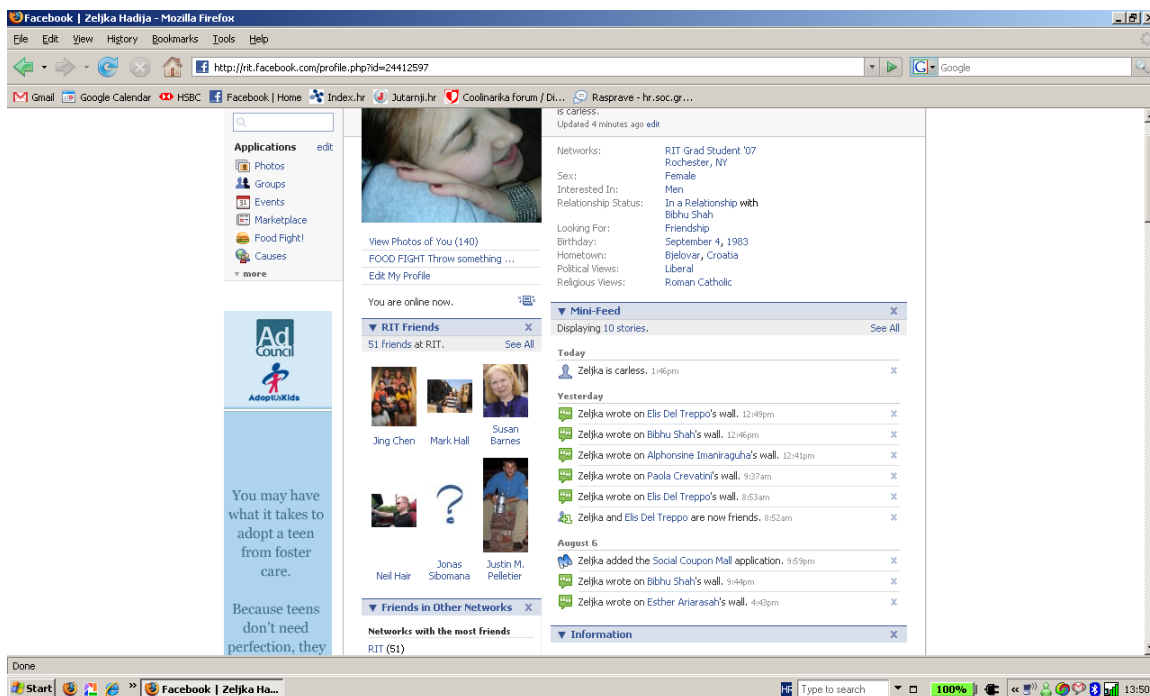 Facebook | Zeljka Hadija - Mozilla Firefox
File Edit View History Bookmarks Tools Help
http://rit.facebook.com/profile.php?id=24412597
G Google
Gmail Google Calendar HSBC Facebook | Home Index.hr Jutarnji.hr Coolinarika forum / Di... Rasprave - hr.soc.gr...
Applications edit
Photos
Groups
31 Events
Marketplace
Food Fight!
Causes
more
Ad
Council
AdoptUsKids
You may have
what it takes to
adopt a teen
from foster
care.
Because teens
don't need
perfection, they
View Photos of You (140)
FOOD FIGHT Throw something ...
Edit My Profile
You are online now.
RIT Friends X
51 friends at RIT. See All
Jing Chen Mark Hall Susan Barnes
Neil Hair Jonas Sibomana Justin M. Pelletier
Friends in Other Networks X
Networks with the most friends
RIT (51)
is carless.
Updated 4 minutes ago edit
Networks: RIT Grad Student '07
Rochester, NY
Sex: Female
Interested In: Men
Relationship Status: In a Relationship with
Bibhu Shah
Looking For: Friendship
Birthday: September 4, 1983
Hometown: Bjelovar, Croatia
Political Views: Liberal
Religious Views: Roman Catholic
Mini-Feed X
Displaying 10 stories. See All
Today
Zeljka is carless. 1:46pm x
Yesterday
Zeljka wrote on Elis Del Treppo's wall. 12:49pm x
Zeljka wrote on Bibhu Shah's wall. 12:46pm x
Zeljka wrote on Alphonsine Imaniraguha's wall. 12:41pm x
Zeljka wrote on Paola Crevatini's wall. 9:37am x
Zeljka wrote on Elis Del Treppo's wall. 8:53am x
Zeljka and Elis Del Treppo are now friends. 8:52am x
August 6
Zeljka added the Social Coupon Mall application. 9:59pm x
Zeljka wrote on Bibhu Shah's wall. 9:44pm x
Zeljka wrote on Esther Ariarasah's wall. 4:43pm x
Information X
Done
Start » Facebook | Zeljka Ha... HR Type to search 100% « 13:50